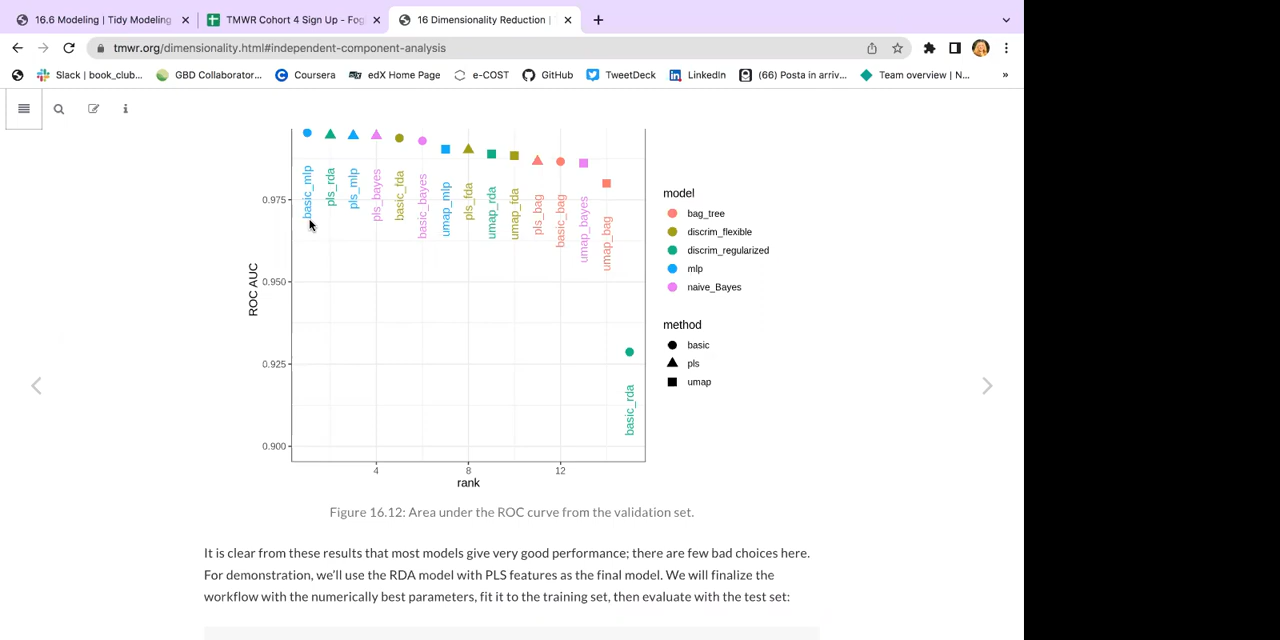 16.6 Modeling | Tidy Modeling
TMWR Cohort 4 Sign Up - Fog
16 Dimensionality Reduction |
tmwr.org/dimensionality.html#independent-component-analysis
Slack | book_club...
GBD Collaborator...
Coursera
edX Home Page
e-COST
GitHub
TweetDeck
LinkedIn
(66) Posta in arriv...
Team overview | N...
»
basic_mlp
pls_rda
pls_mlp
pls_bayes
basic_fda
basic_bayes
umap_mlp
pls_fda
umap_rda
umap_fda
pls_bag
basic_bag
umap_bayes
umap_bag
basic_rda
ROC AUC
0.975
0.950
0.925
0.900
4
8
12
rank
model
bag_tree
discrim_flexible
discrim_regularized
mlp
naive_Bayes
method
basic
pls
umap
Figure 16.12: Area under the ROC curve from the validation set.
It is clear from these results that most models give very good performance; there are few bad choices here.
For demonstration, we'll use the RDA model with PLS features as the final model. We will finalize the
workflow with the numerically best parameters, fit it to the training set, then evaluate with the test set: